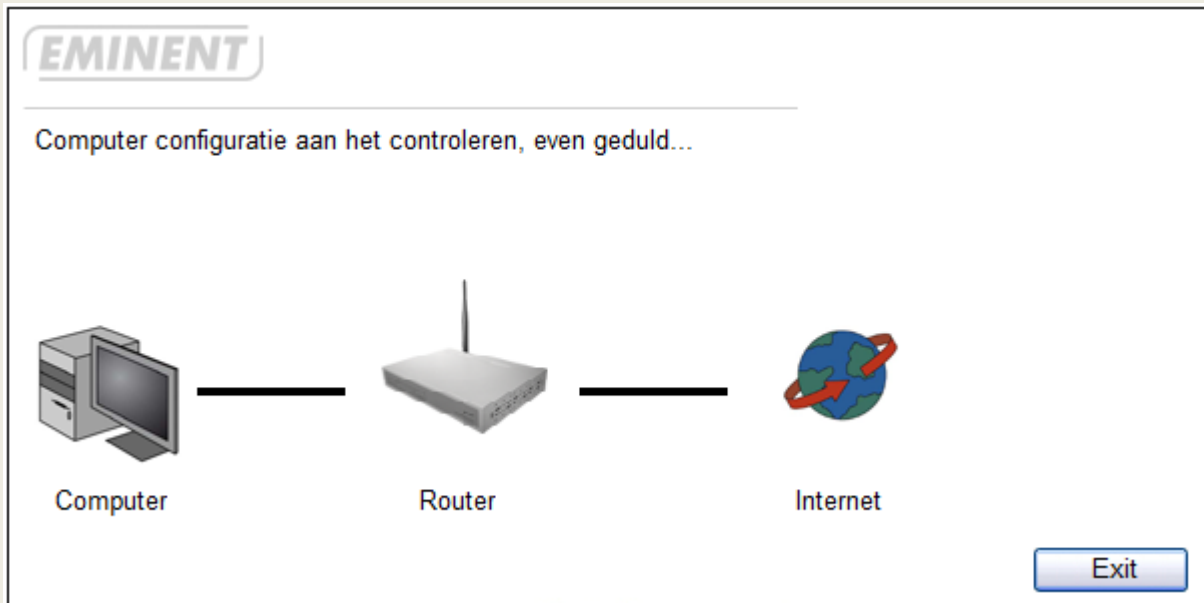 EMINENT
Computer configuratie aan het controleren, even geduld...
Computer
Router
Internet
Exit